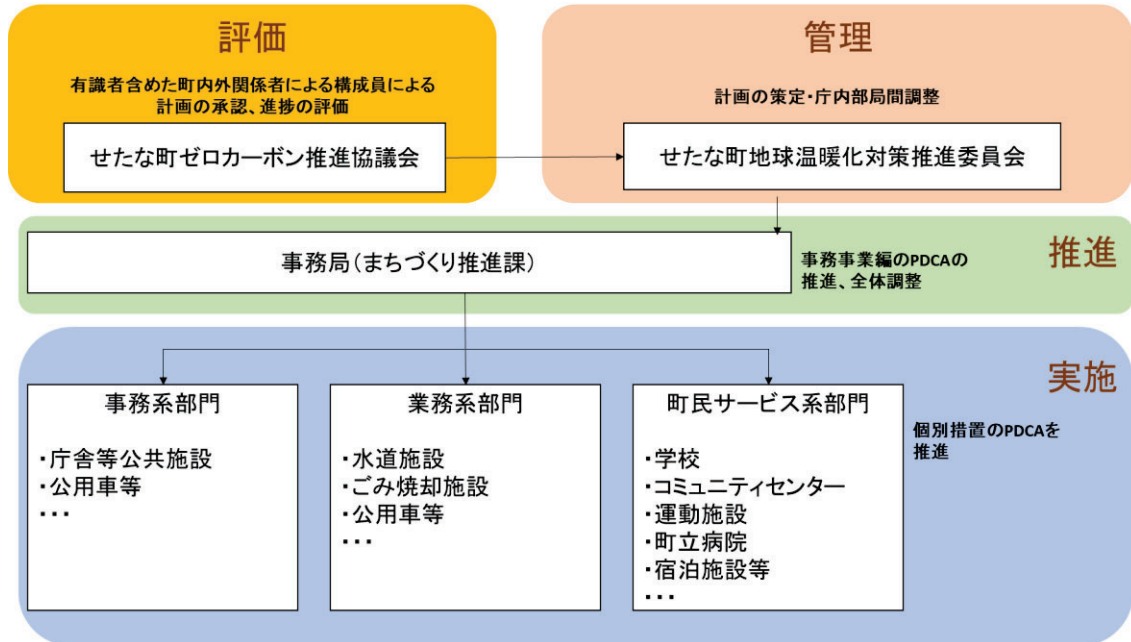 評価
有識者含めた町内外関係者による構成員による
計画の承認、進捗の評価
せたな町ゼロカーボン推進協議会
管理
計画の策定・庁内部局間調整
せたな町地球温暖化対策推進委員会
推進
事務局（まちづくり推進課）
事務事業編のPDCAの
推進、全体調整
実施
個別措置のPDCAを
推進
事務系部門
・庁舎等公共施設
・公用車等
・・・
業務系部門
・水道施設
・ごみ焼却施設
・公用車等
・・・
町民サービス系部門
・学校
・コミュニティセンター
・運動施設
・町立病院
・宿泊施設等
・・・